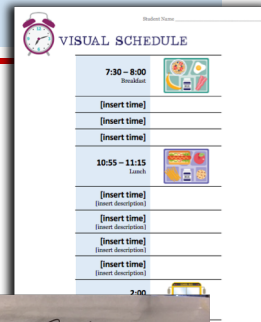 Student Name
VISUAL SCHEDULE
7:30 – 8:00
Breakfast
[insert time]
[insert time]
[insert time]
10:55 – 11:15
Lunch
[insert time]
[insert description]
[insert time]
[insert description]
[insert time]
[insert description]
[insert time]
[insert description]
2:00